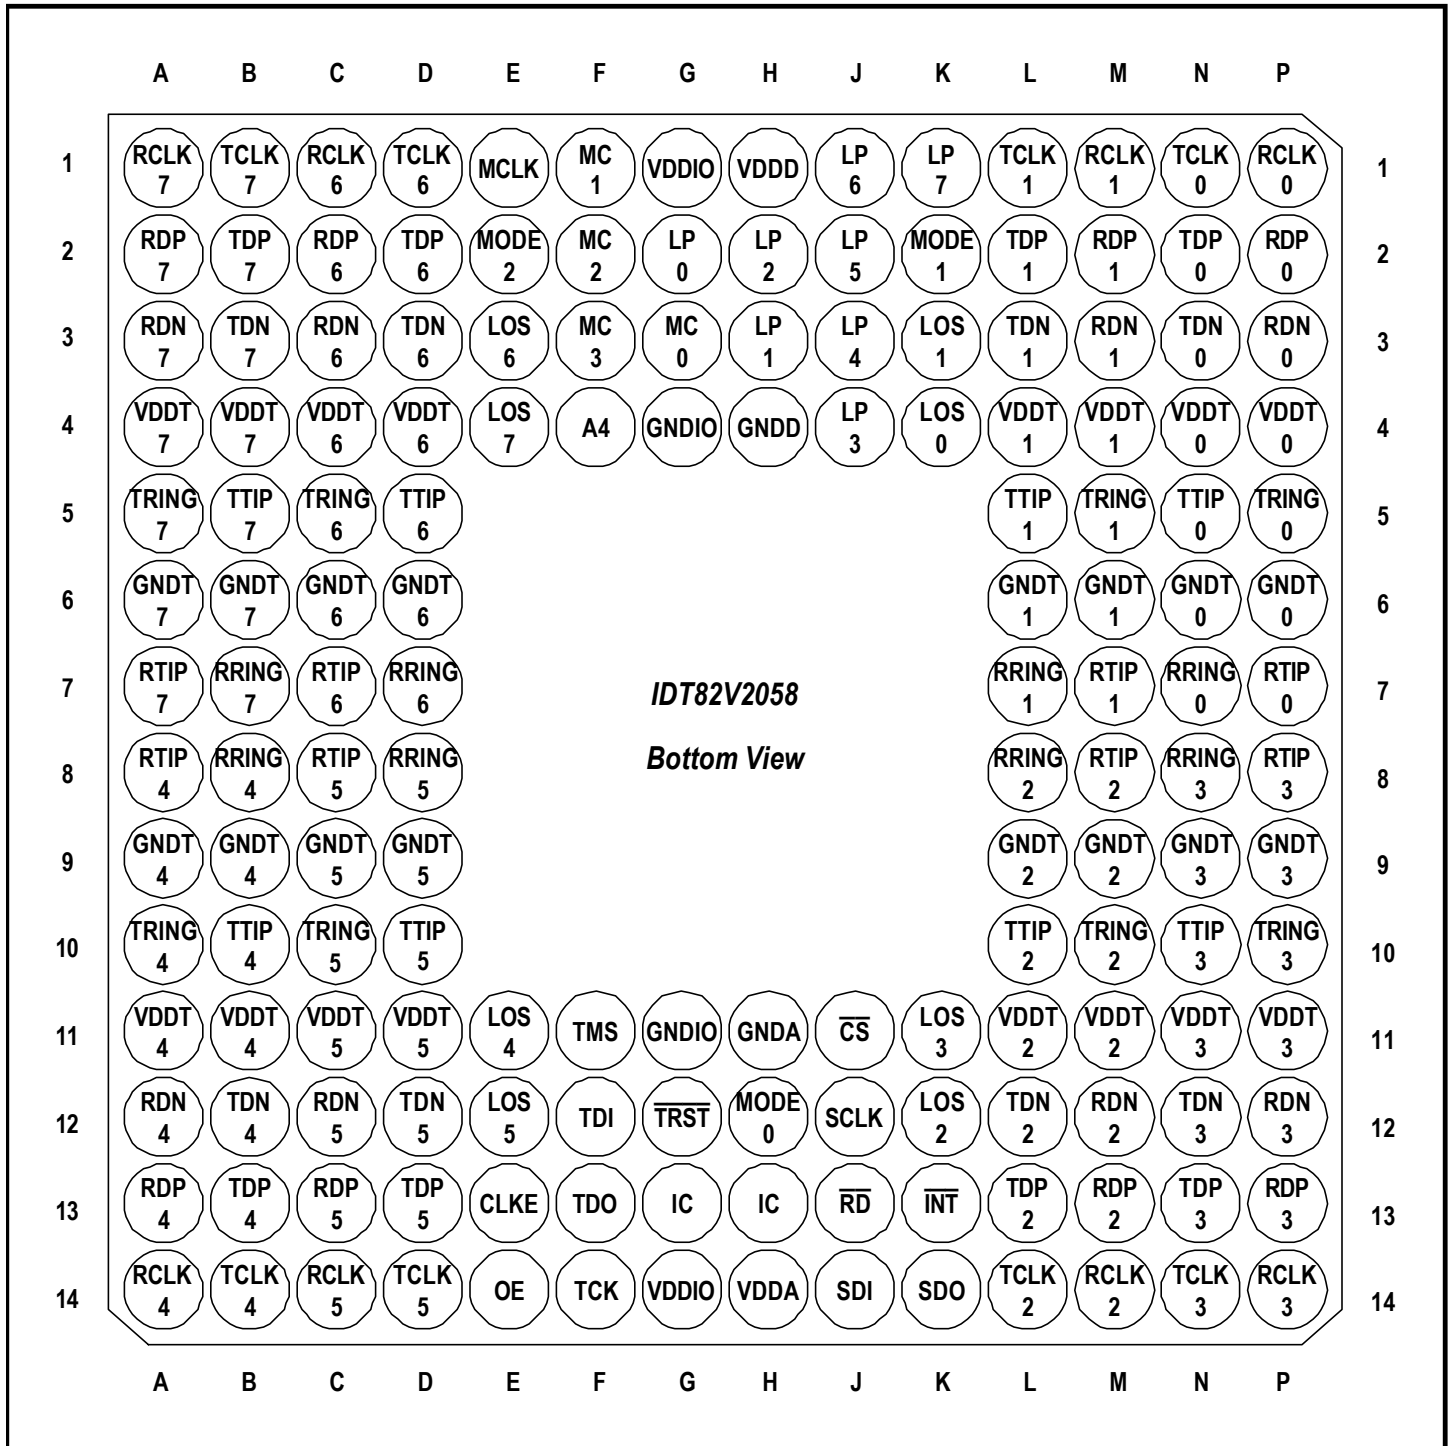 A B C D E F G H J K L M N P
1 RCLK TCLK RCLK TCLK MCLK MC VDDIO VDDD LP LP TCLK RCLK TCLK RCLK 1
7 7 6 6 1 6 7 1 1 0 0
2 RDP TDP RDP TDP MODE MC LP LP LP MODE TDP RDP TDP RDP 2
7 7 6 6 2 2 0 2 5 1 1 1 0 0
3 RDN TDN RDN TDN LOS MC MC LP LP LOS TDN RDN TDN RDN 3
7 7 6 6 6 3 0 1 4 1 1 1 0 0
4 VDDT VDDT VDDT VDDT LOS A4 GNDIO GNDD LP LOS VDDT VDDT VDDT VDDT 4
7 7 6 6 7 3 0 1 1 0 0
5 TRING TTIP TRING TTIP TTIP TRING TTIP TRING 5
7 7 6 6 1 1 0 0
6 GNDT GNDT GNDT GNDT GNDT GNDT GNDT GNDT 6
7 7 6 6 1 1 0 0
7 RTIP RRING RTIP RRING IDT82V2058 RRING RTIP RRING RTIP 7
7 7 6 6 1 1 0 0
Bottom View
8 RTIP RRING RTIP RRING RRING RTIP RRING RTIP 8
4 4 5 5 2 2 3 3
9 GNDT GNDT GNDT GNDT GNDT GNDT GNDT GNDT 9
4 4 5 5 2 2 3 3
10 TRING TTIP TRING TTIP TTIP TRING TTIP TRING 10
4 4 5 5 2 2 3 3
11 VDDT VDDT VDDT VDDT LOS TMS GNDIO GNDA C̅S̅ LOS VDDT VDDT VDDT VDDT 11
4 4 5 5 4 3 2 2 3 3
12 RDN TDN RDN TDN LOS TDI T̅R̅S̅T̅ MODE SCLK LOS TDN RDN TDN RDN 12
4 4 5 5 5 0 2 2 2 3 3
13 RDP TDP RDP TDP CLKE TDO IC IC R̅D̅ I̅N̅T̅ TDP RDP TDP RDP 13
4 4 5 5 2 2 3 3
14 RCLK TCLK RCLK TCLK OE TCK VDDIO VDDA SDI SDO TCLK RCLK TCLK RCLK 14
4 4 5 5 2 2 3 3
A B C D E F G H J K L M N P